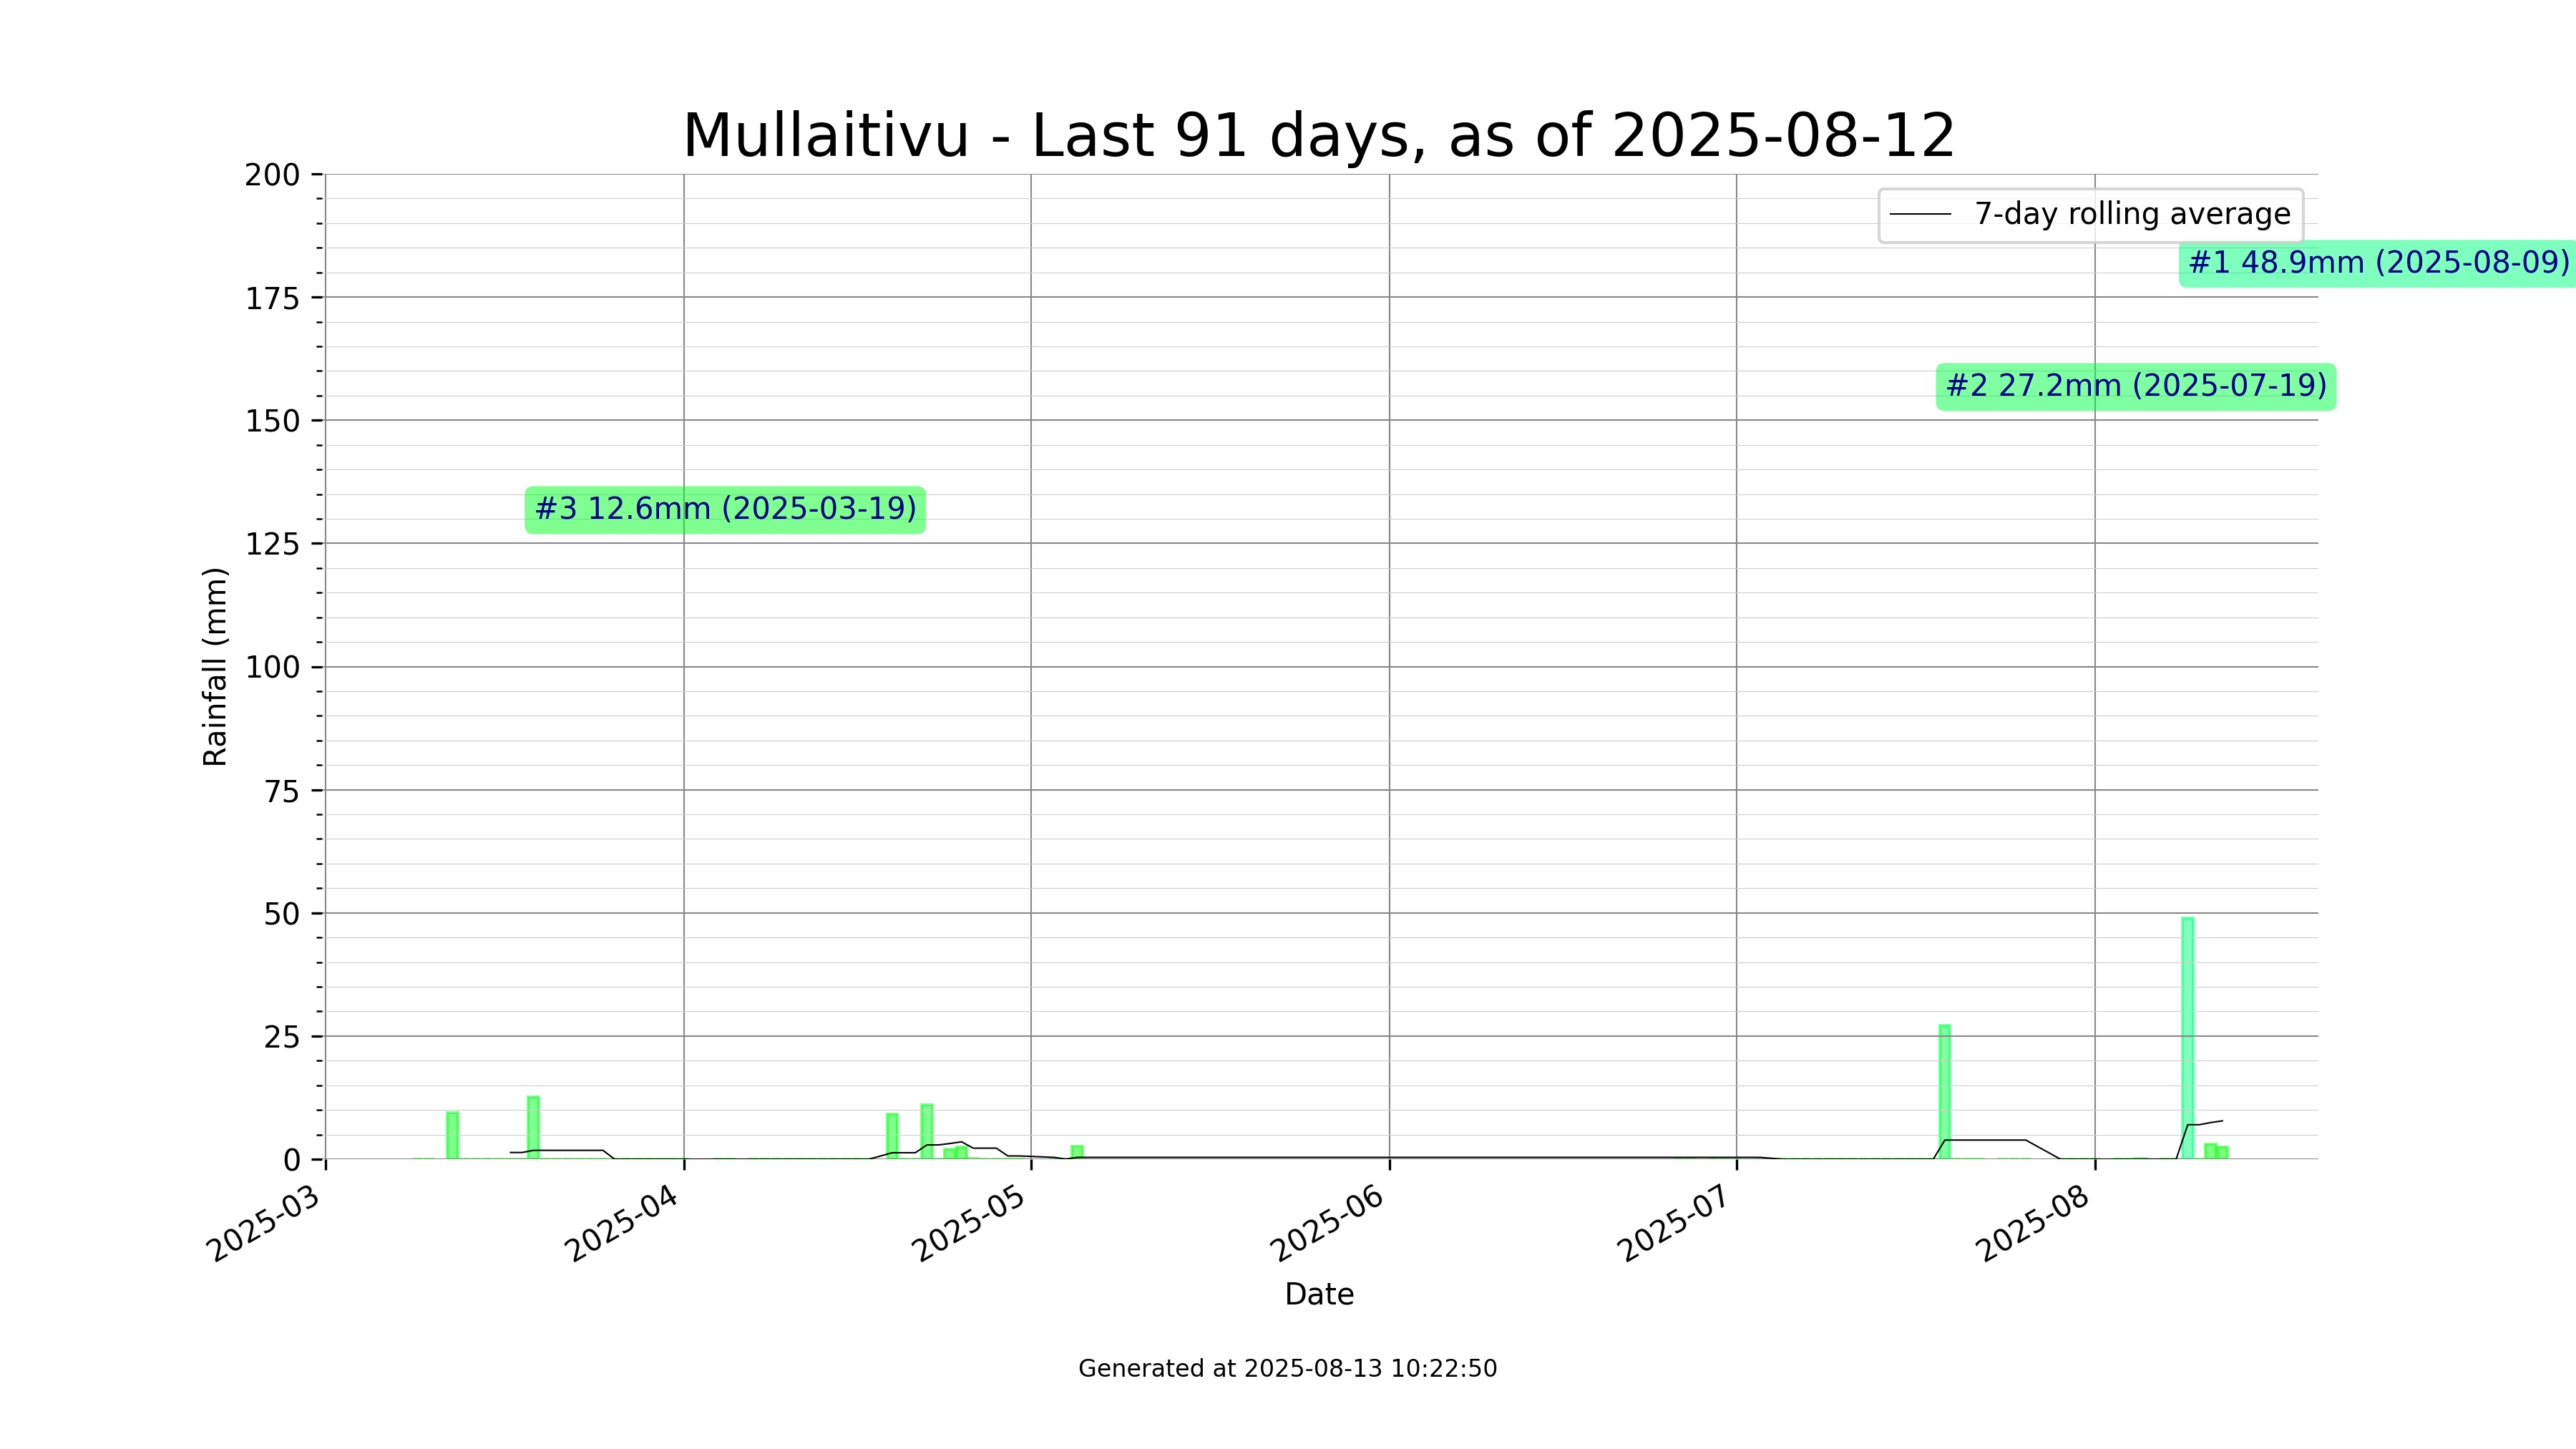 Mullaitivu - Last 91 days, as of 2025-08-12
200
175
150
125
100
75
50
25
0
Rainfall (mm)
7-day rolling average
#1 48.9mm (2025-08-09)
#2 27.2mm (2025-07-19)
#3 12.6mm (2025-03-19)
2025-03
2025-04
2025-05
2025-06
2025-07
2025-08
Date
Generated at 2025-08-13 10:22:50